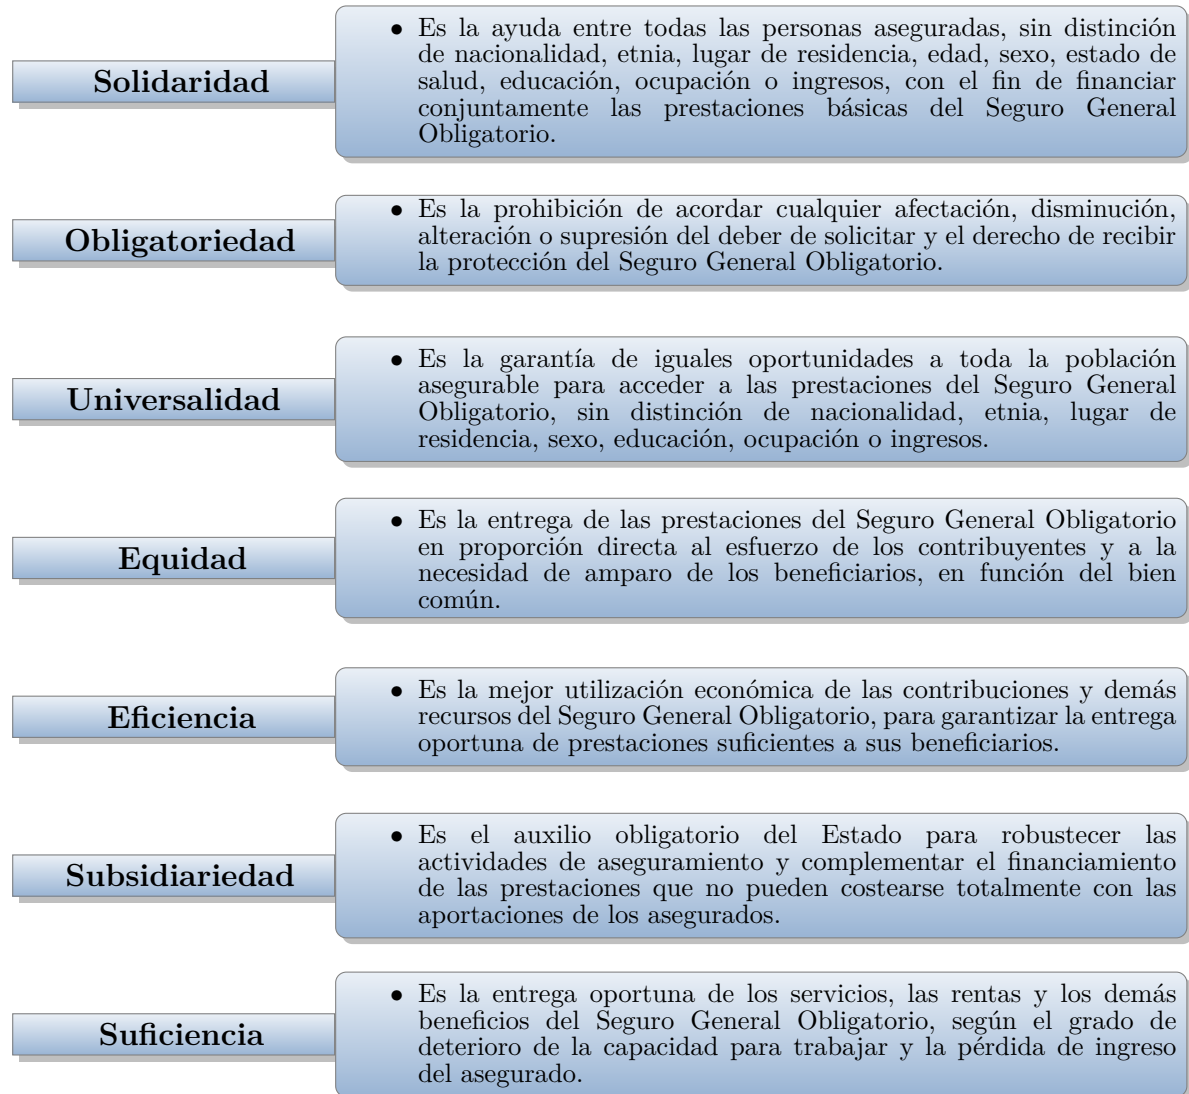 Solidaridad
• Es la ayuda entre todas las personas aseguradas, sin distinción
de nacionalidad, etnia, lugar de residencia, edad, sexo, estado de
salud, educación, ocupación o ingresos, con el fin de financiar
conjuntamente las prestaciones básicas del Seguro General
Obligatorio.
Obligatoriedad
• Es la prohibición de acordar cualquier afectación, disminución,
alteración o supresión del deber de solicitar y el derecho de recibir
la protección del Seguro General Obligatorio.
Universalidad
• Es la garantía de iguales oportunidades a toda la población
asegurable para acceder a las prestaciones del Seguro General
Obligatorio, sin distinción de nacionalidad, etnia, lugar de
residencia, sexo, educación, ocupación o ingresos.
Equidad
• Es la entrega de las prestaciones del Seguro General Obligatorio
en proporción directa al esfuerzo de los contribuyentes y a la
necesidad de amparo de los beneficiarios, en función del bien
común.
Eficiencia
• Es la mejor utilización económica de las contribuciones y demás
recursos del Seguro General Obligatorio, para garantizar la entrega
oportuna de prestaciones suficientes a sus beneficiarios.
Subsidiariedad
• Es el auxilio obligatorio del Estado para robustecer las
actividades de aseguramiento y complementar el financiamiento
de las prestaciones que no pueden costearse totalmente con las
aportaciones de los asegurados.
Suficiencia
• Es la entrega oportuna de los servicios, las rentas y los demás
beneficios del Seguro General Obligatorio, según el grado de
deterioro de la capacidad para trabajar y la pérdida de ingreso
del asegurado.